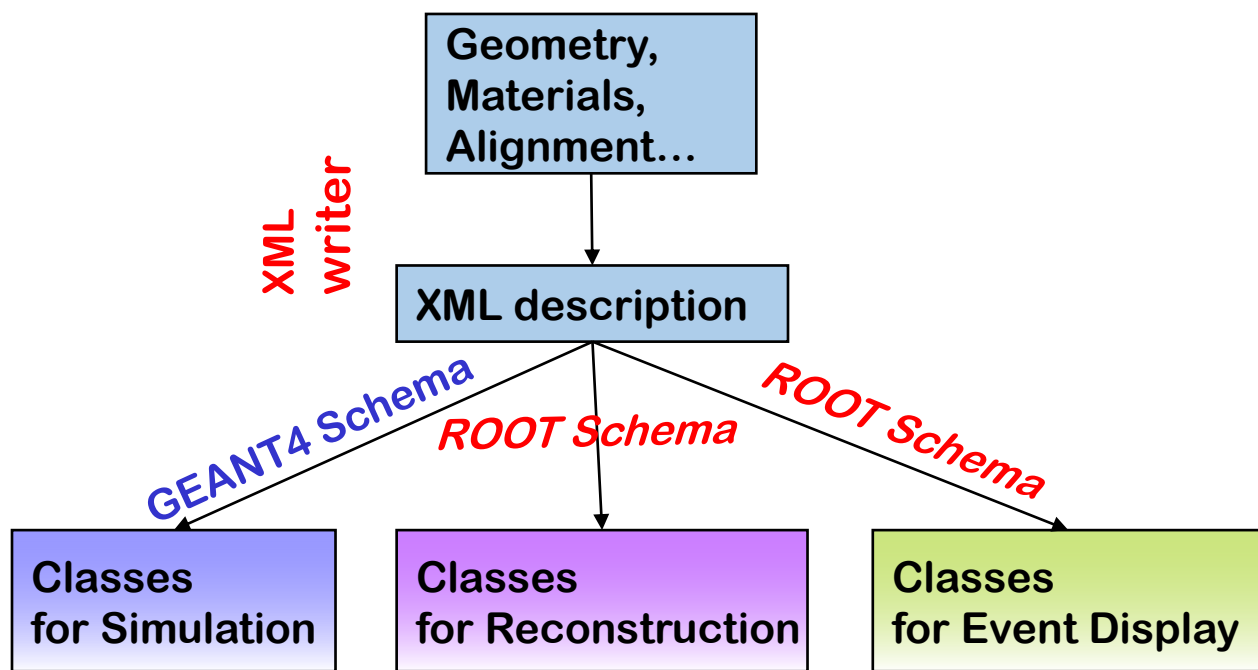 Geometry,
Materials,
Alignment...
XML
writer
XML description
GEANT4 Schema
ROOT Schema
ROOT Schema
Classes
for Simulation
Classes
for Reconstruction
Classes
for Event Display